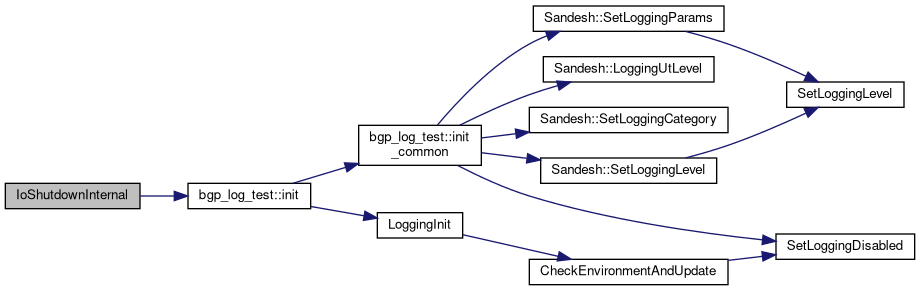 IoShutdownInternal
bgp_log_test::init
bgp_log_test::init
_common
LoggingInit
Sandesh::SetLoggingParams
Sandesh::LoggingUtLevel
Sandesh::SetLoggingCategory
Sandesh::SetLoggingLevel
CheckEnvironmentAndUpdate
SetLoggingLevel
SetLoggingDisabled